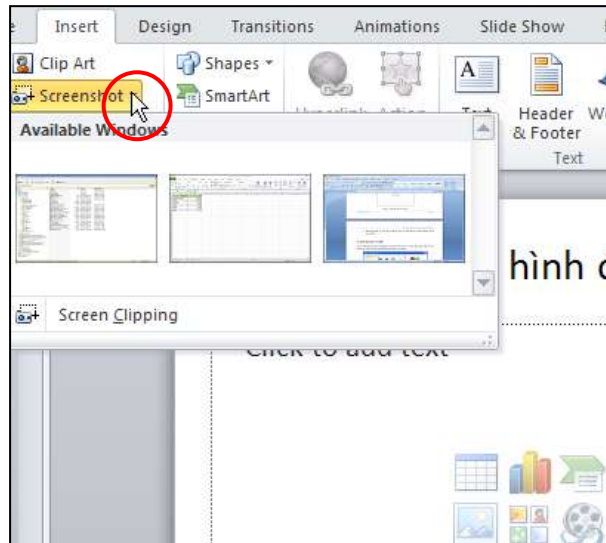 Insert Design Transitions Animations Slide Show
Clip Art Shapes
Screenshot SmartArt
Header
& Footer
Text
Available Windows
Screen Clipping
hình
Click to add text